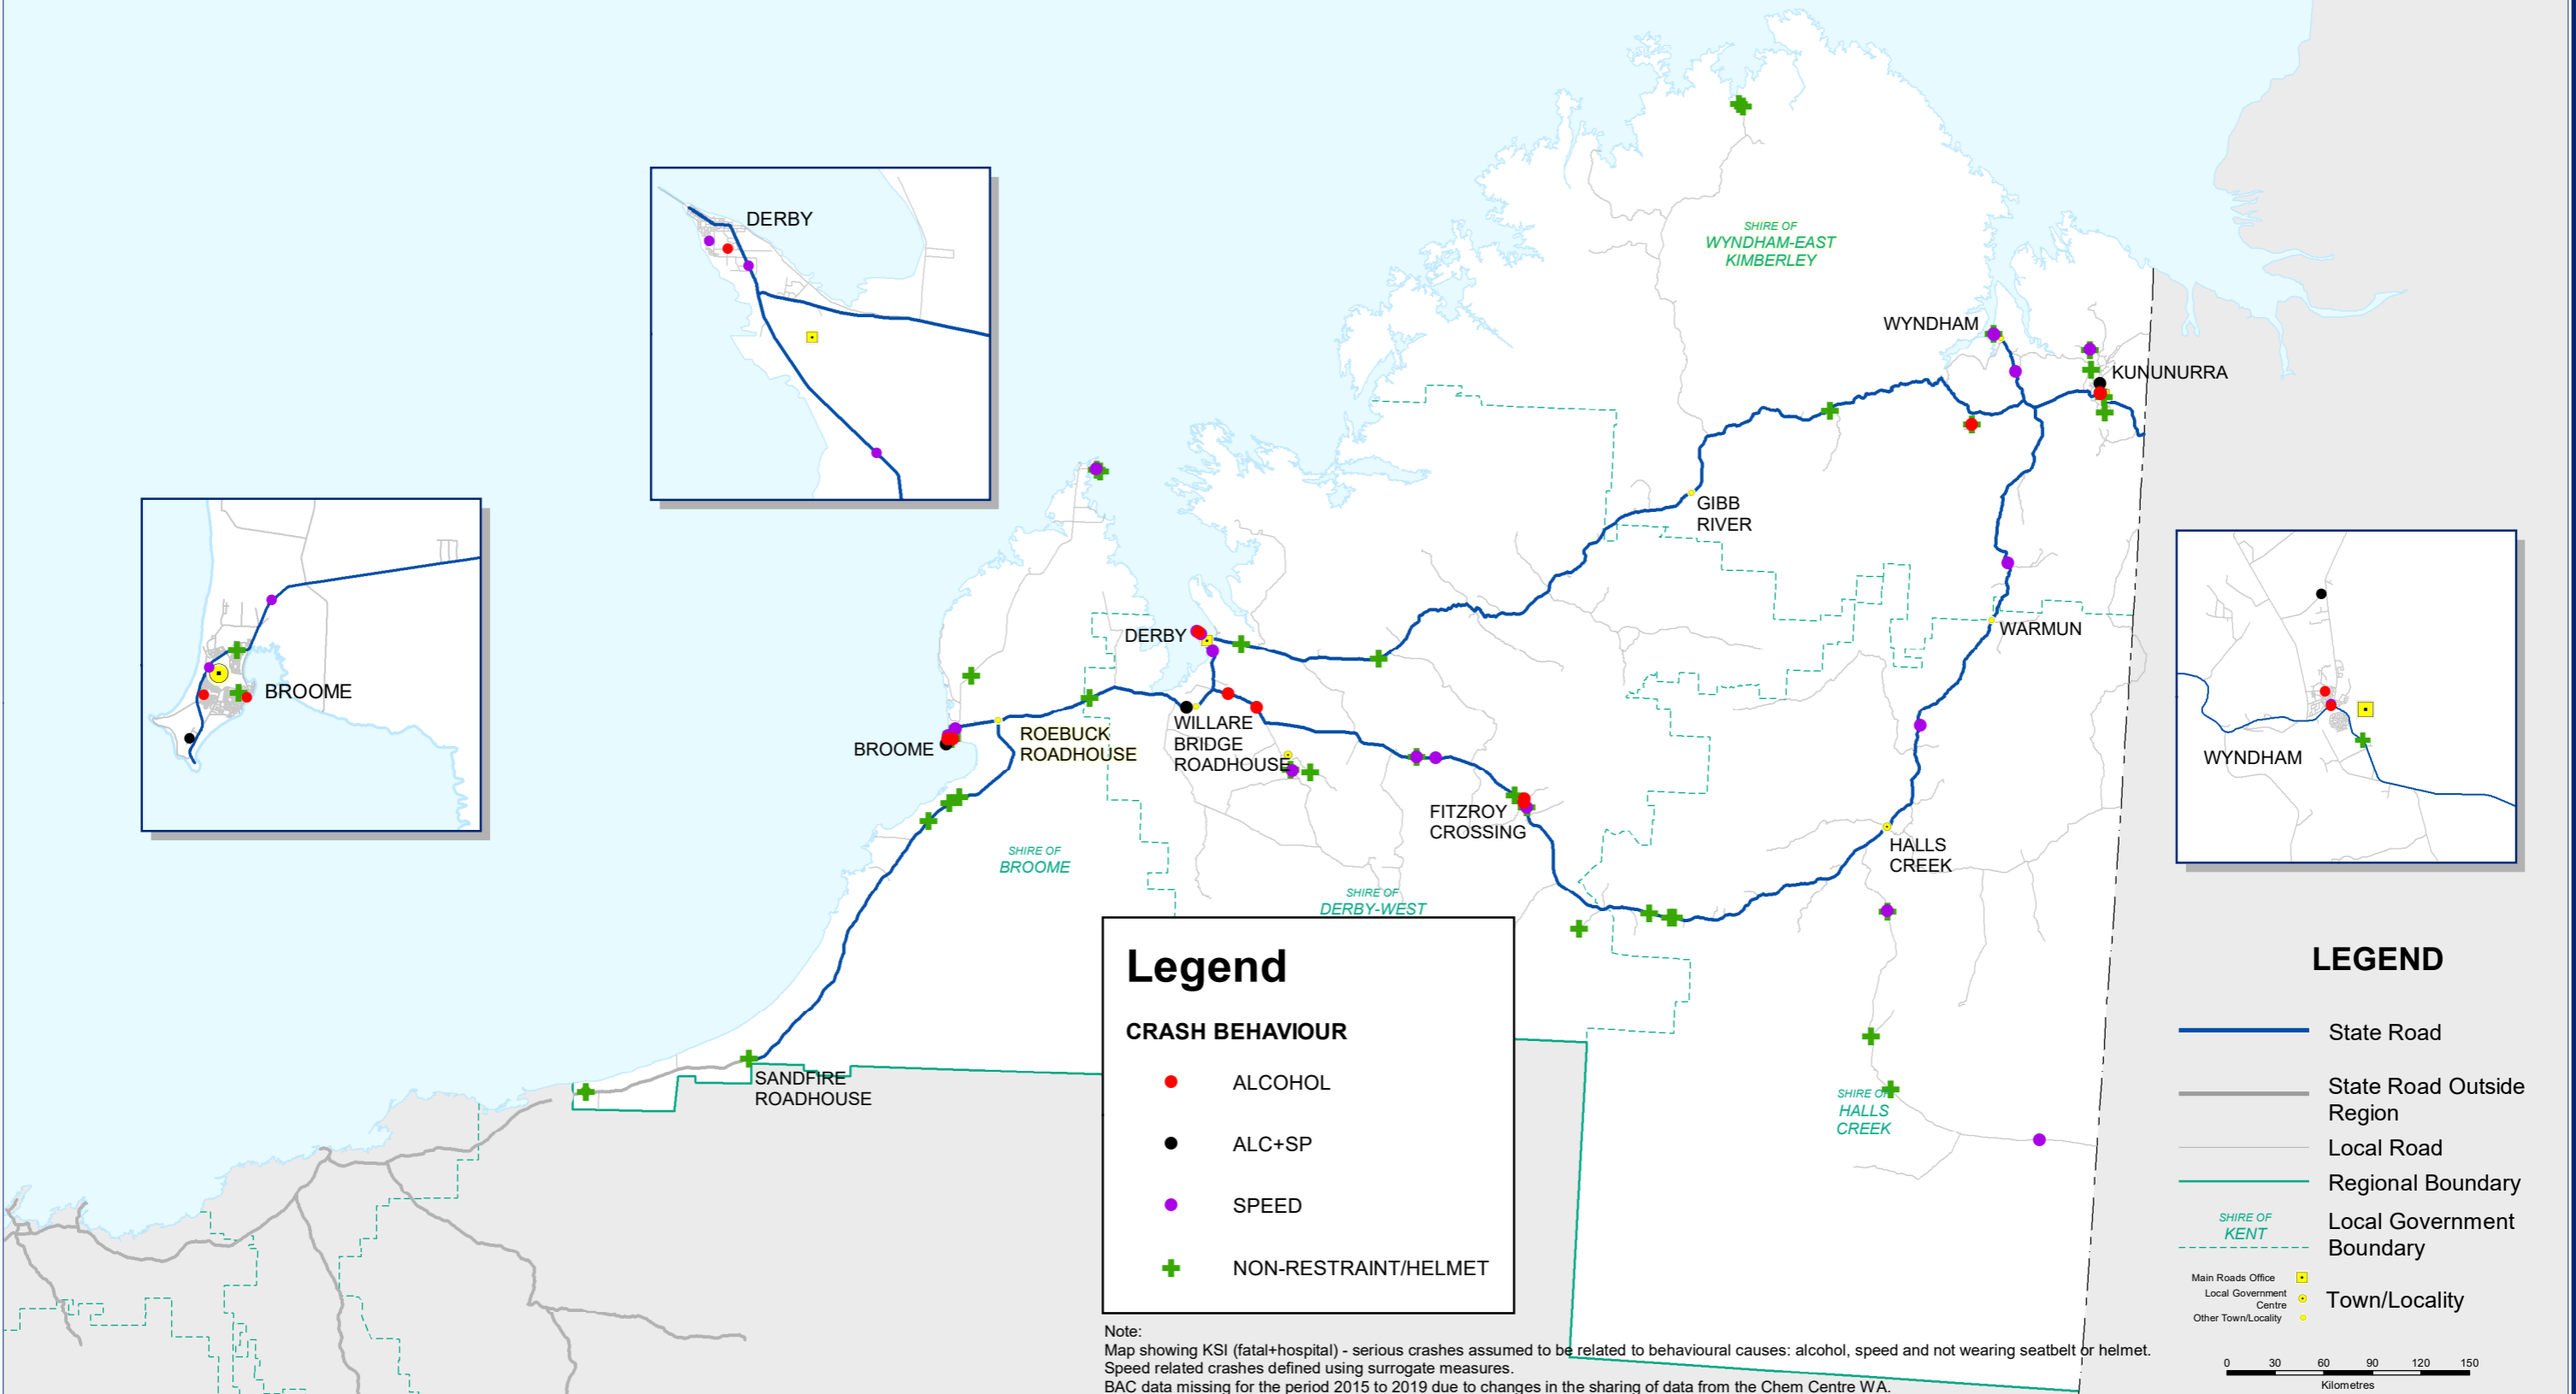 DERBY
SHIRE OF
WYNDHAM-EAST
KIMBERLEY
WYNDHAM
KUNUNURRA
GIBB
RIVER
BROOME
DERBY
WARMUN
WILLARE
BRIDGE
ROADHOUSE
ROEBUCK
ROADHOUSE
BROOME
WYNDHAM
FITZROY
CROSSING
HALLS
CREEK
SHIRE OF
BROOME
SHIRE OF
DERBY-WEST
SANDFIRE
ROADHOUSE
SHIRE OF
HALLS
CREEK
Legend
CRASH BEHAVIOUR
ALCOHOL
ALC+SP
SPEED
NON-RESTRAINT/HELMET
Note:
Map showing KSI (fatal+hospital) - serious crashes assumed to be related to behavioural causes: alcohol, speed and not wearing seatbelt or helmet.
Speed related crashes defined using surrogate measures.
BAC data missing for the period 2015 to 2019 due to changes in the sharing of data from the Chem Centre WA.
LEGEND
State Road
State Road Outside
Region
Local Road
Regional Boundary
SHIRE OF
KENT
Local Government
Boundary
Main Roads Office
Local Government
Centre
Other Town/Locality
Town/Locality
0 30 60 90 120 150
Kilometres